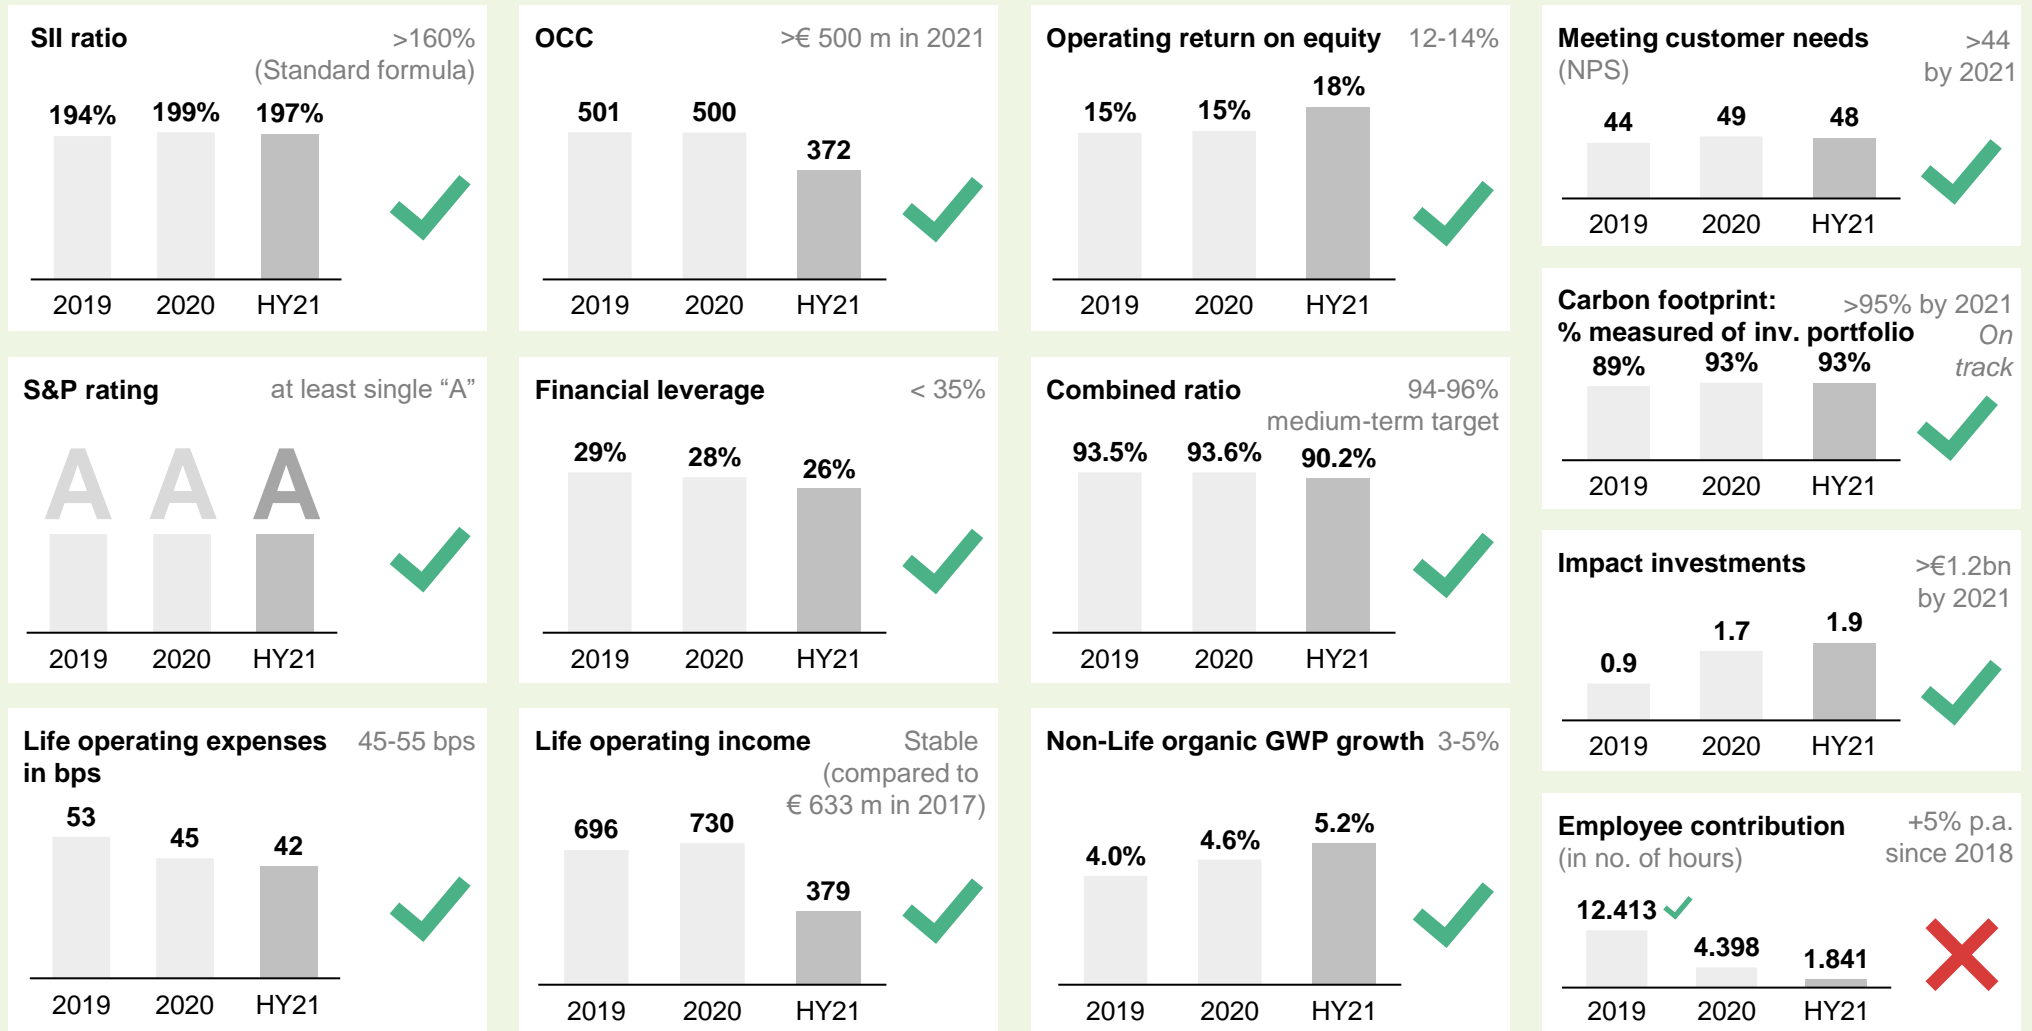 SII ratio
>160%
(Standard formula)
194% 199% 197%
2019 2020 HY21
OCC
>€ 500 m in 2021
501 500 372
2019 2020 HY21
Operating return on equity
12-14%
15% 15% 18%
2019 2020 HY21
Meeting customer needs
(NPS)
>44
by 2021
44 49 48
2019 2020 HY21
Carbon footprint:
% measured of inv. portfolio
>95% by 2021
On
track
89% 93% 93%
2019 2020 HY21
S&P rating
at least single “A”
A A A
2019 2020 HY21
Financial leverage
< 35%
29% 28% 26%
2019 2020 HY21
Combined ratio
94-96%
medium-term target
93.5% 93.6% 90.2%
2019 2020 HY21
Impact investments
>€1.2bn
by 2021
0.9 1.7 1.9
2019 2020 HY21
Life operating expenses
in bps
45-55 bps
53 45 42
2019 2020 HY21
Life operating income
Stable
(compared to
€ 633 m in 2017)
696 730 379
2019 2020 HY21
Non-Life organic GWP growth
3-5%
4.0% 4.6% 5.2%
2019 2020 HY21
Employee contribution
(in no. of hours)
+5% p.a.
since 2018
12.413 4.398 1.841
2019 2020 HY21